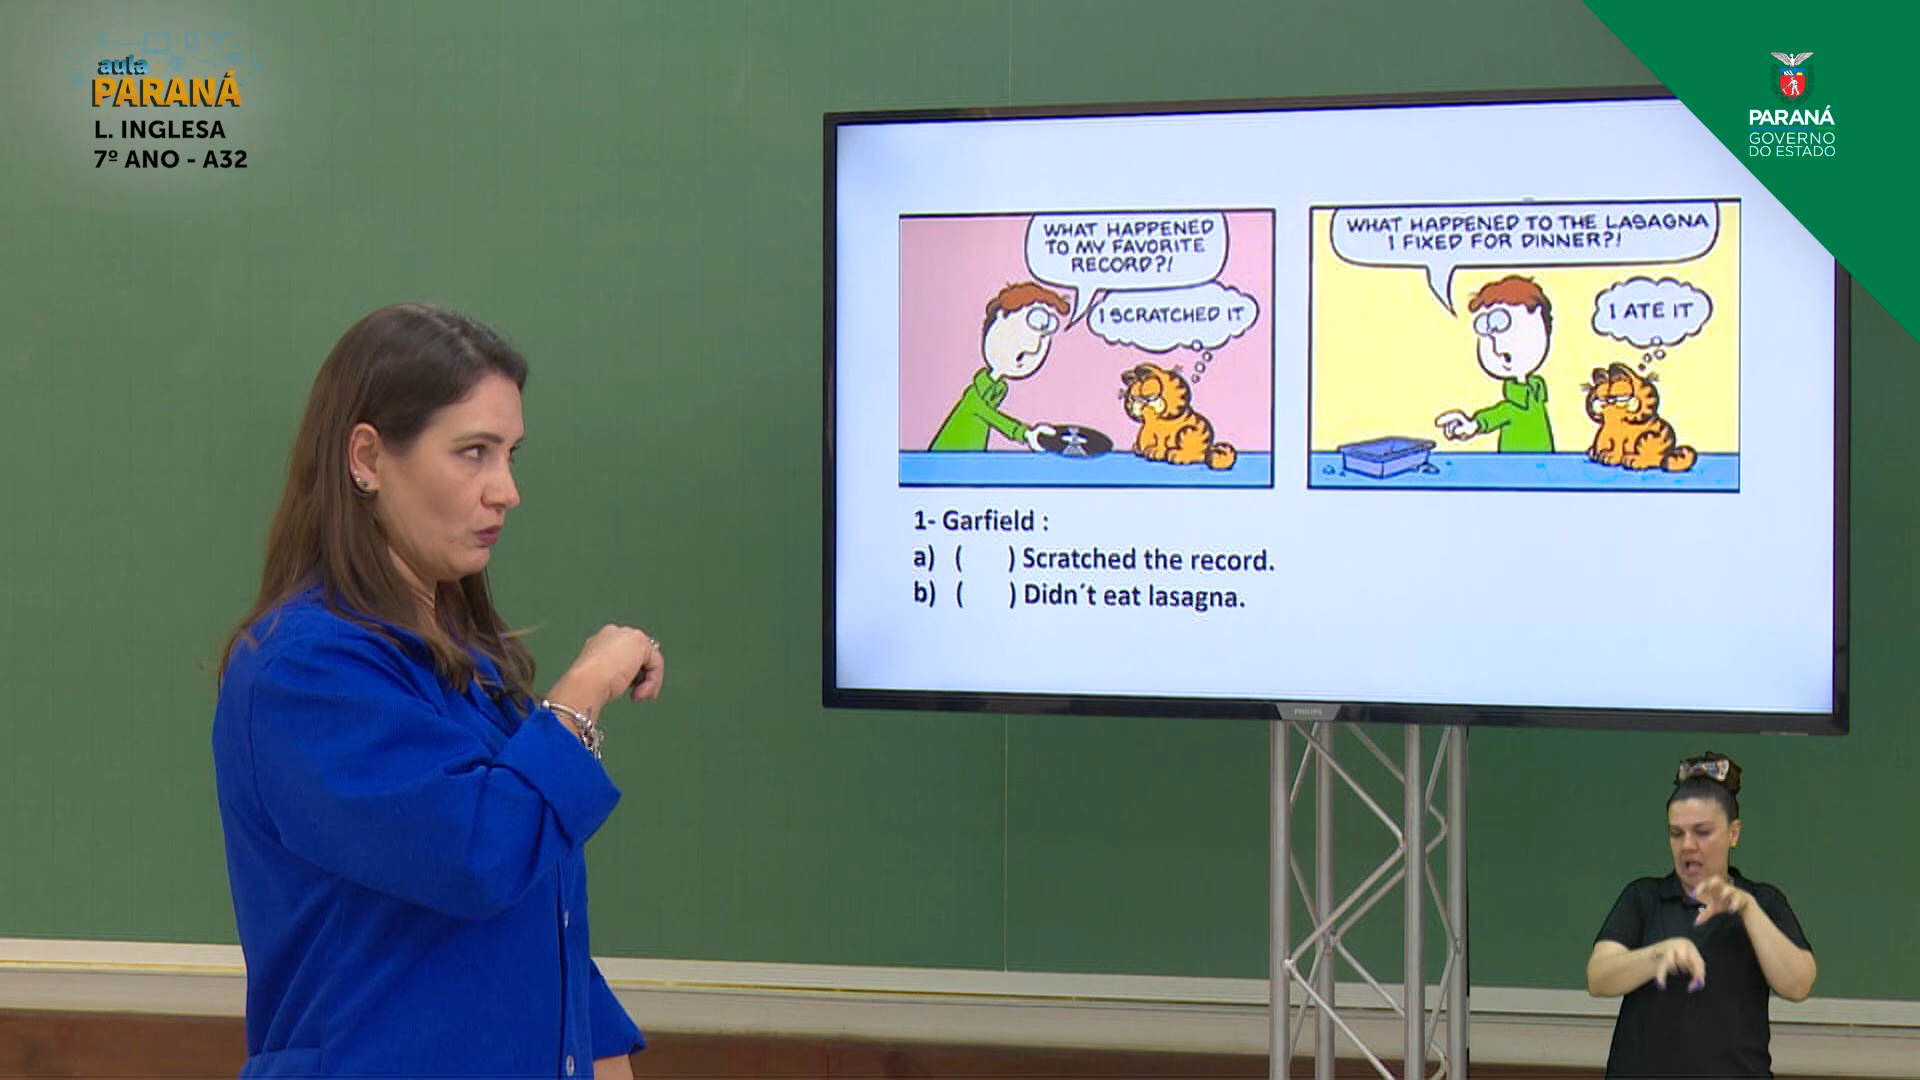 aula
PARANÁ
L. INGLESA
7º ANO - A32
PARANÁ
GOVERNO
DO ESTADO
WHAT HAPPENED
TO MY FAVORITE
RECORD?!
I SCRATCHED IT
WHAT HAPPENED TO THE LASAGNA
I FIXED FOR DINNER?!
I ATE IT
1- Garfield :
a) ( ) Scratched the record.
b) ( ) Didn´t eat lasagna.
PHILIPS